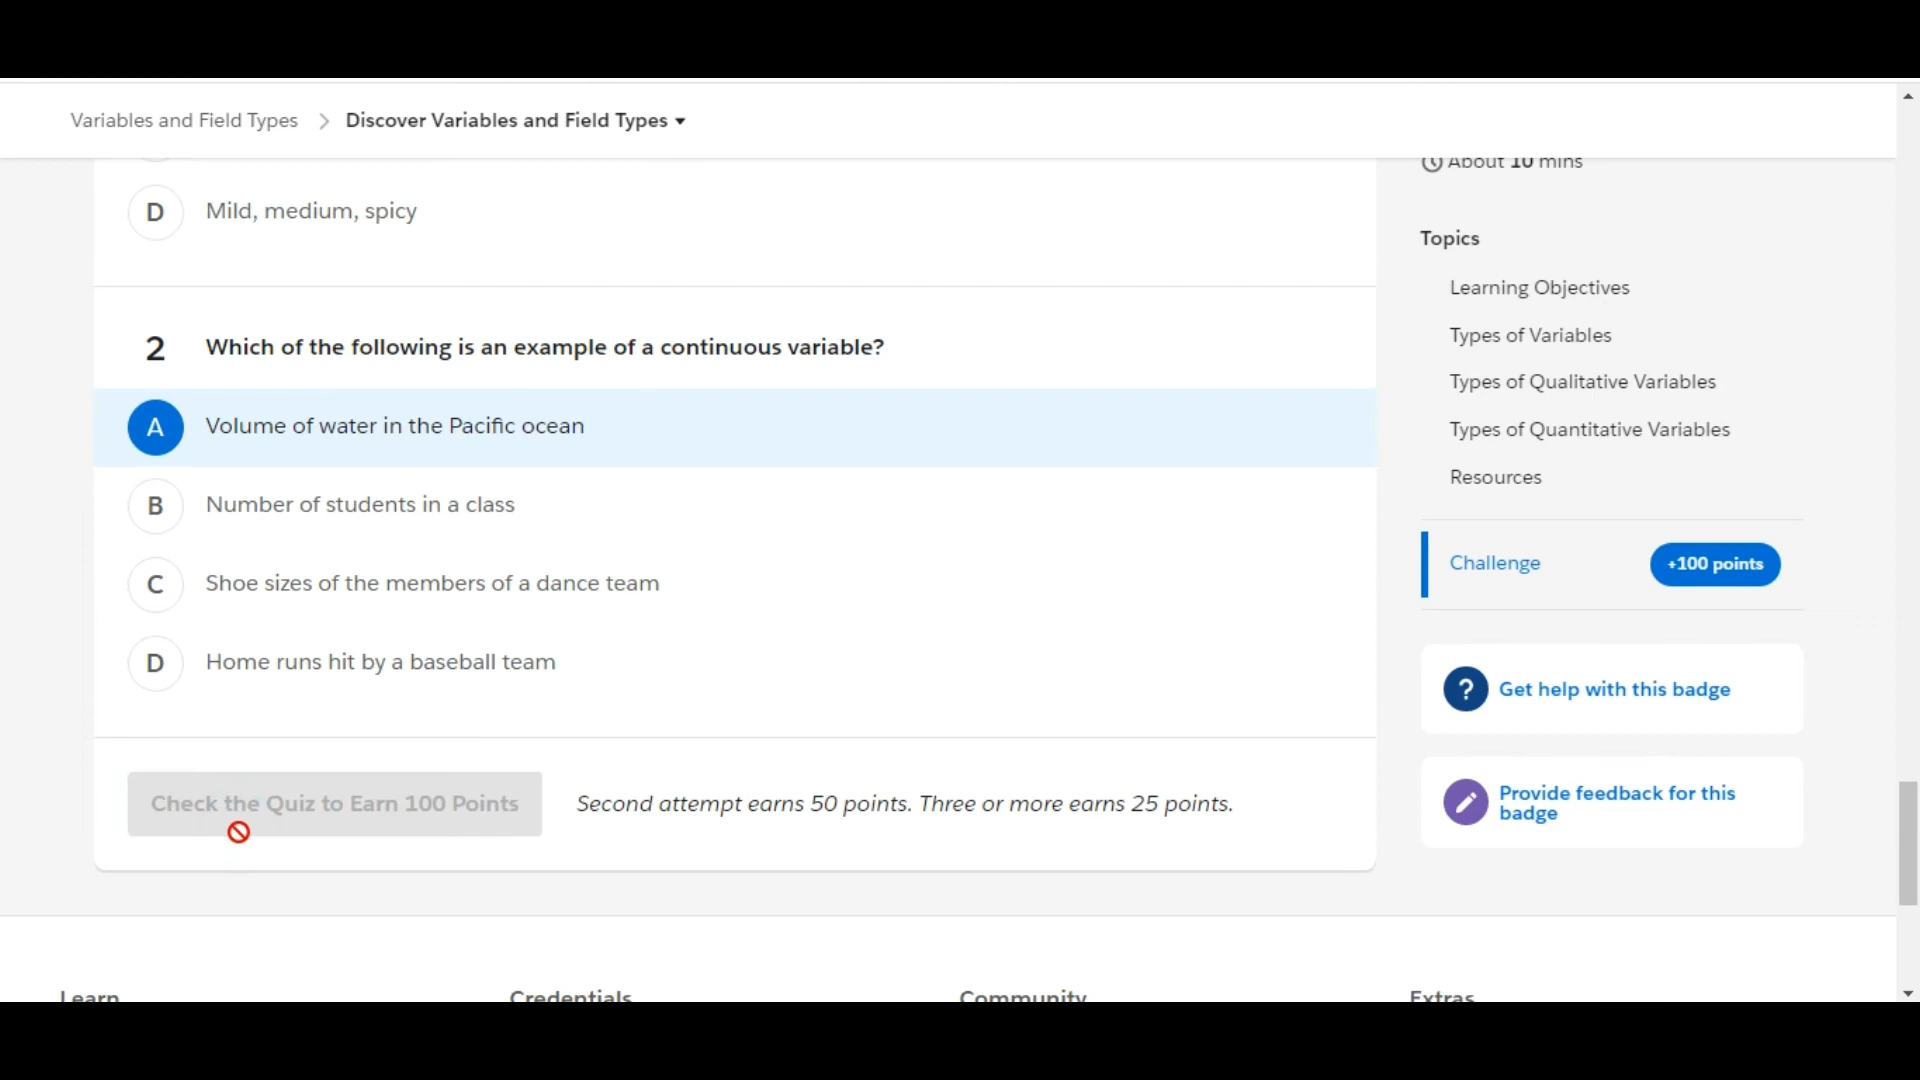 Variables and Field Types
Discover Variables and Field Types
About 10 mins
D Mild, medium, spicy
2 Which of the following is an example of a continuous variable?
A Volume of water in the Pacific ocean
B Number of students in a class
C Shoe sizes of the members of a dance team
D Home runs hit by a baseball team
Check the Quiz to Earn 100 Points
Second attempt earns 50 points. Three or more earns 25 points.
Topics
Learning Objectives
Types of Variables
Types of Qualitative Variables
Types of Quantitative Variables
Resources
Challenge
+100 points
? Get help with this badge
Provide feedback for this
badge
Learn
Credentials
Community
Extras